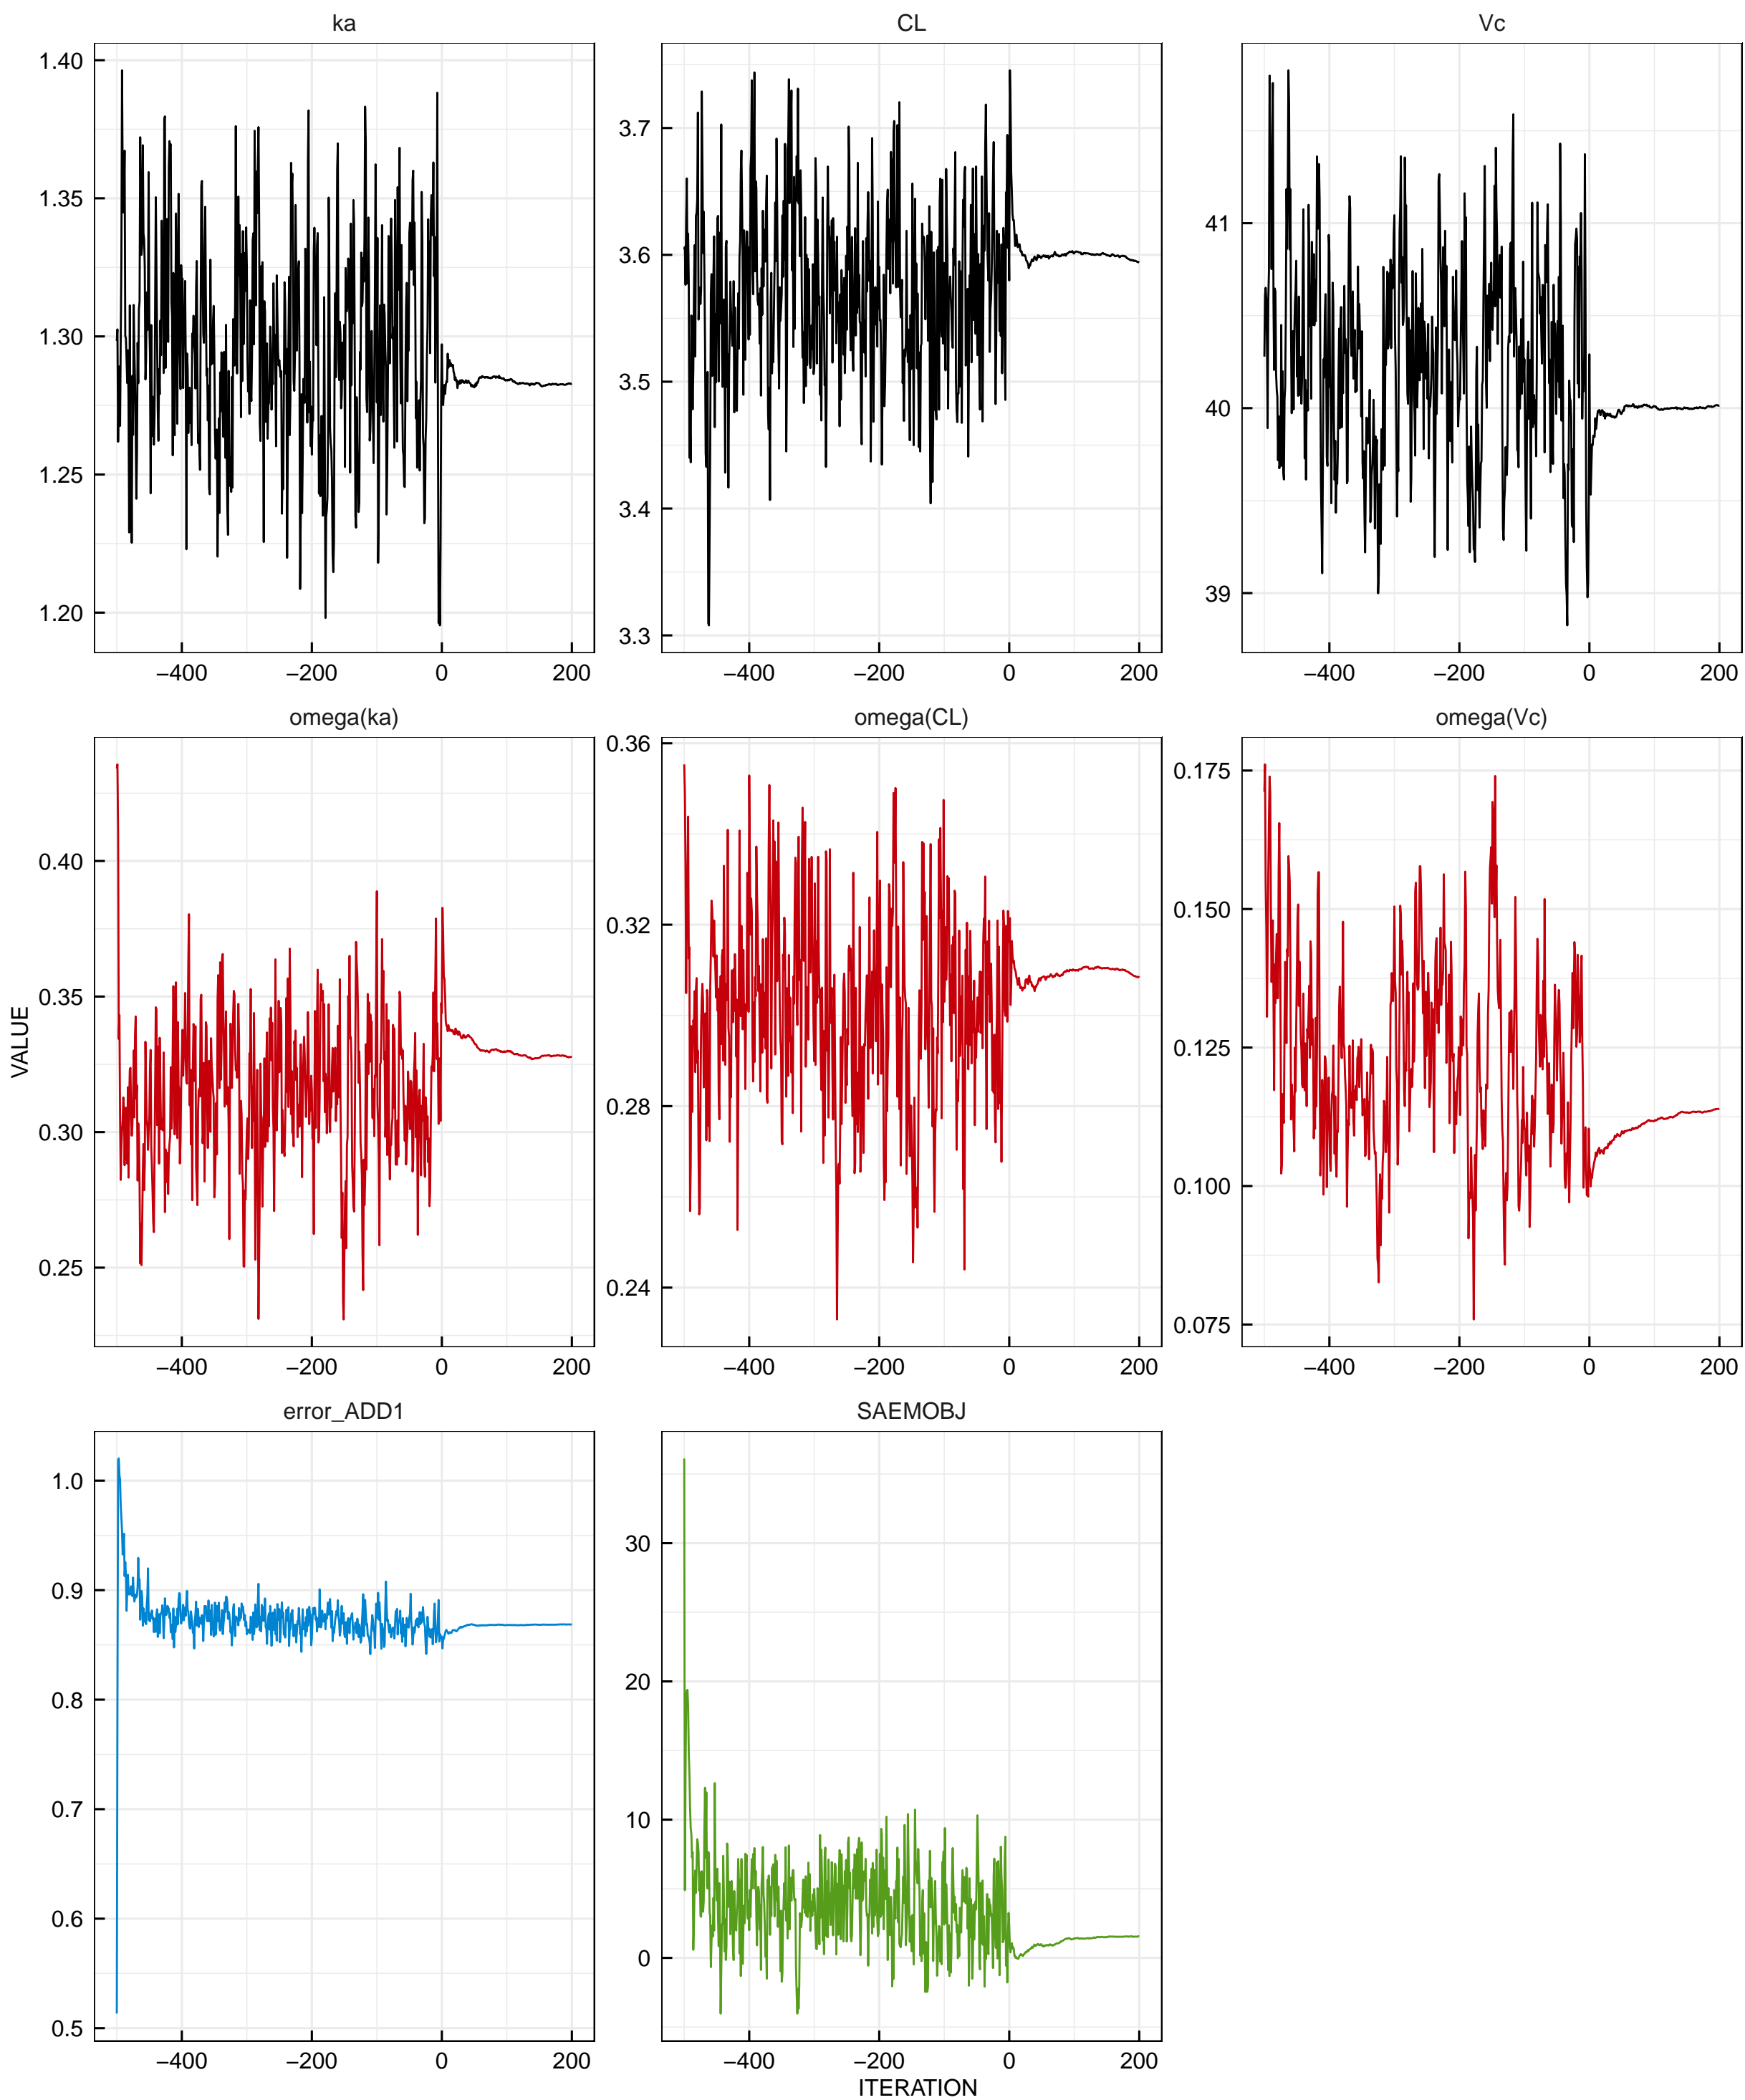 ka
CL
Vc
1.40
1.35
1.30
1.25
1.20
−400 −200 0 200
3.7
3.6
3.5
3.4
3.3
−400 −200 0 200
41
40
39
−400 −200 0 200
omega(ka)
omega(CL)
omega(Vc)
VALUE
0.40
0.35
0.30
0.25
−400 −200 0 200
0.36
0.32
0.28
0.24
−400 −200 0 200
0.175
0.150
0.125
0.100
0.075
−400 −200 0 200
error_ADD1
SAEMOBJ
1.0
0.9
0.8
0.7
0.6
0.5
−400 −200 0 200
30
20
10
0
−400 −200 0 200
ITERATION